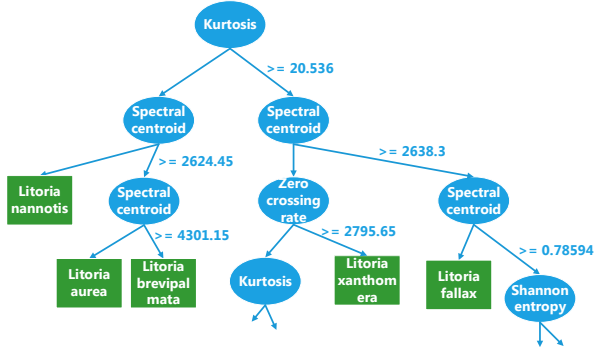 Kurtosis
>= 20.536
Spectral
centroid
Spectral
centroid
>= 2624.45
>= 2638.3
Litoria
nannotis
Spectral
centroid
Zero
crossing
rate
Spectral
centroid
>= 4301.15
>= 2795.65
>= 0.78594
Litoria
aurea
Litoria
brevipal
mata
Kurtosis
Litoria
xanthom
era
Litoria
fallax
Shannon
entropy